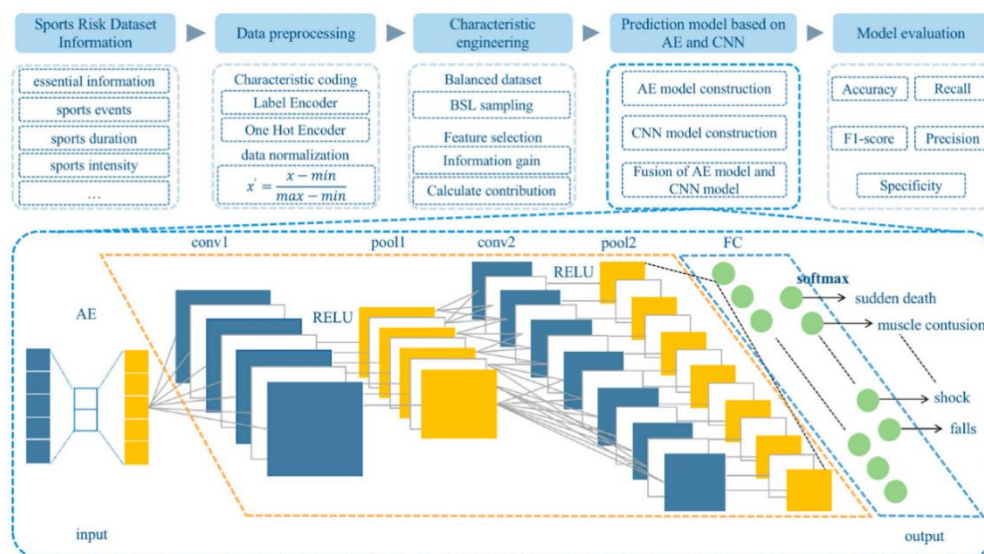 Sports Risk Dataset
Information
Data preprocessing
Characteristic
engineering
Prediction model based on
AE and CNN
Model evaluation
essential information
sports events
sports duration
sports intensity
...
Characteristic coding
Label Encoder
One Hot Encoder
data normalization
x' = x − min / max − min
Balanced dataset
BSL sampling
Feature selection
Information gain
Calculate contribution
AE model construction
CNN model construction
Fusion of AE model and
CNN model
Accuracy
Recall
F1-score
Precision
Specificity
conv1
pool1
conv2
pool2
FC
AE
RELU
RELU
softmax
sudden death
muscle contusion
shock
falls
input
output